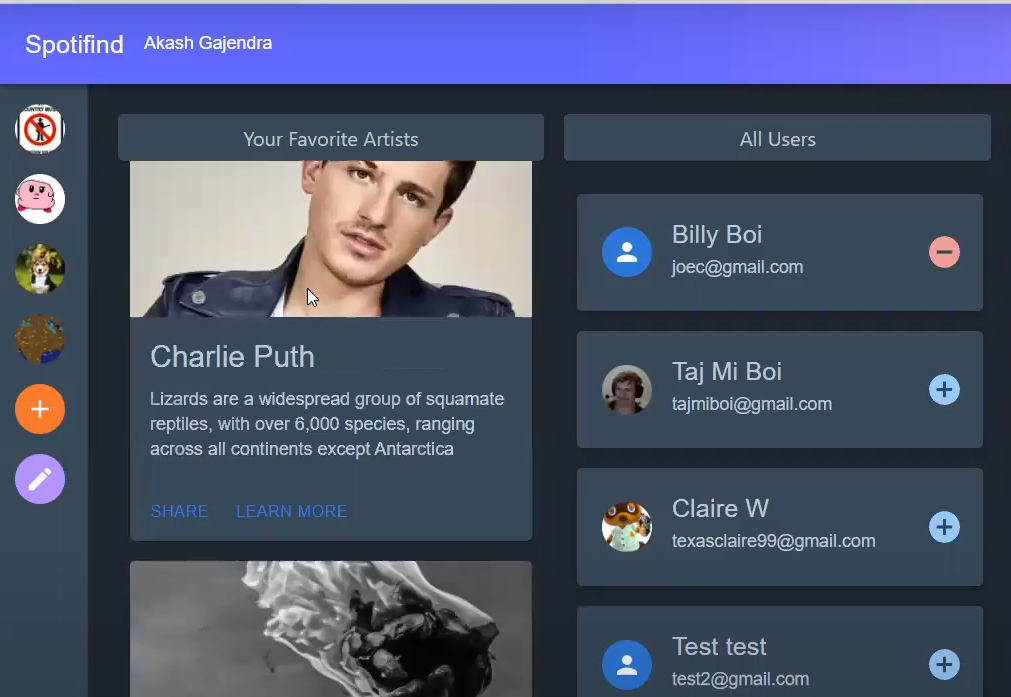 Spotifind
Akash Gajendra
Your Favorite Artists
Charlie Puth
Lizards are a widespread group of squamate
reptiles, with over 6,000 species, ranging
across all continents except Antarctica
SHARE
LEARN MORE
All Users
Billy Boi
joec@gmail.com
Taj Mi Boi
tajmiboi@gmail.com
Claire W
texasclaire99@gmail.com
Test test
test2@gmail.com